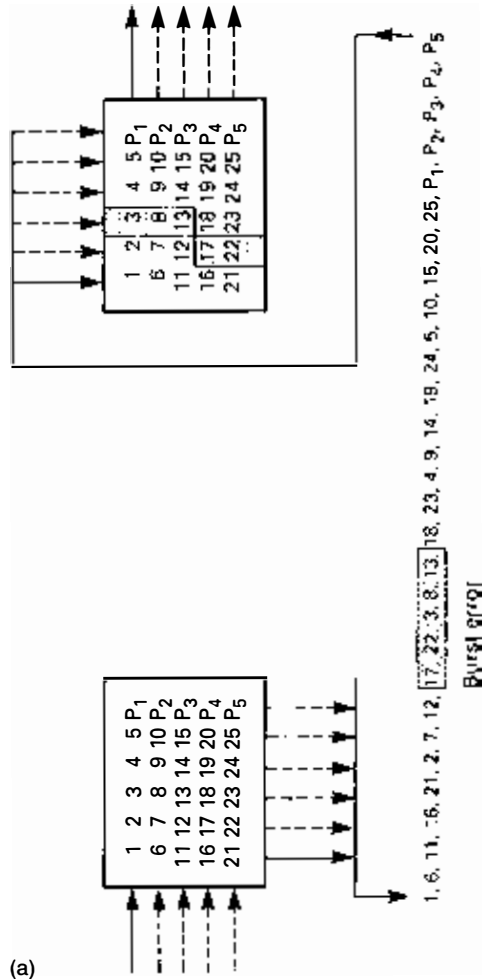 (a)
1 2 3 4 5 P₁
6 7 8 9 10 P₂
11 12 13 14 15 P₃
16 17 18 19 20 P₄
21 22 23 24 25 P₅
1 2 3 4 5 P₁
6 7 8 9 10 P₂
11 12 13 14 15 P₃
16 17 18 19 20 P₄
21 22 23 24 25 P₅
1, 6, 11, 16, 21, 2, 7, 12, 17, 22, 3, 8, 13, 18, 23, 4, 9, 14, 19, 24, 5, 10, 15, 20, 25, P₁, P₂, P₃, P₄, P₅
Burst error